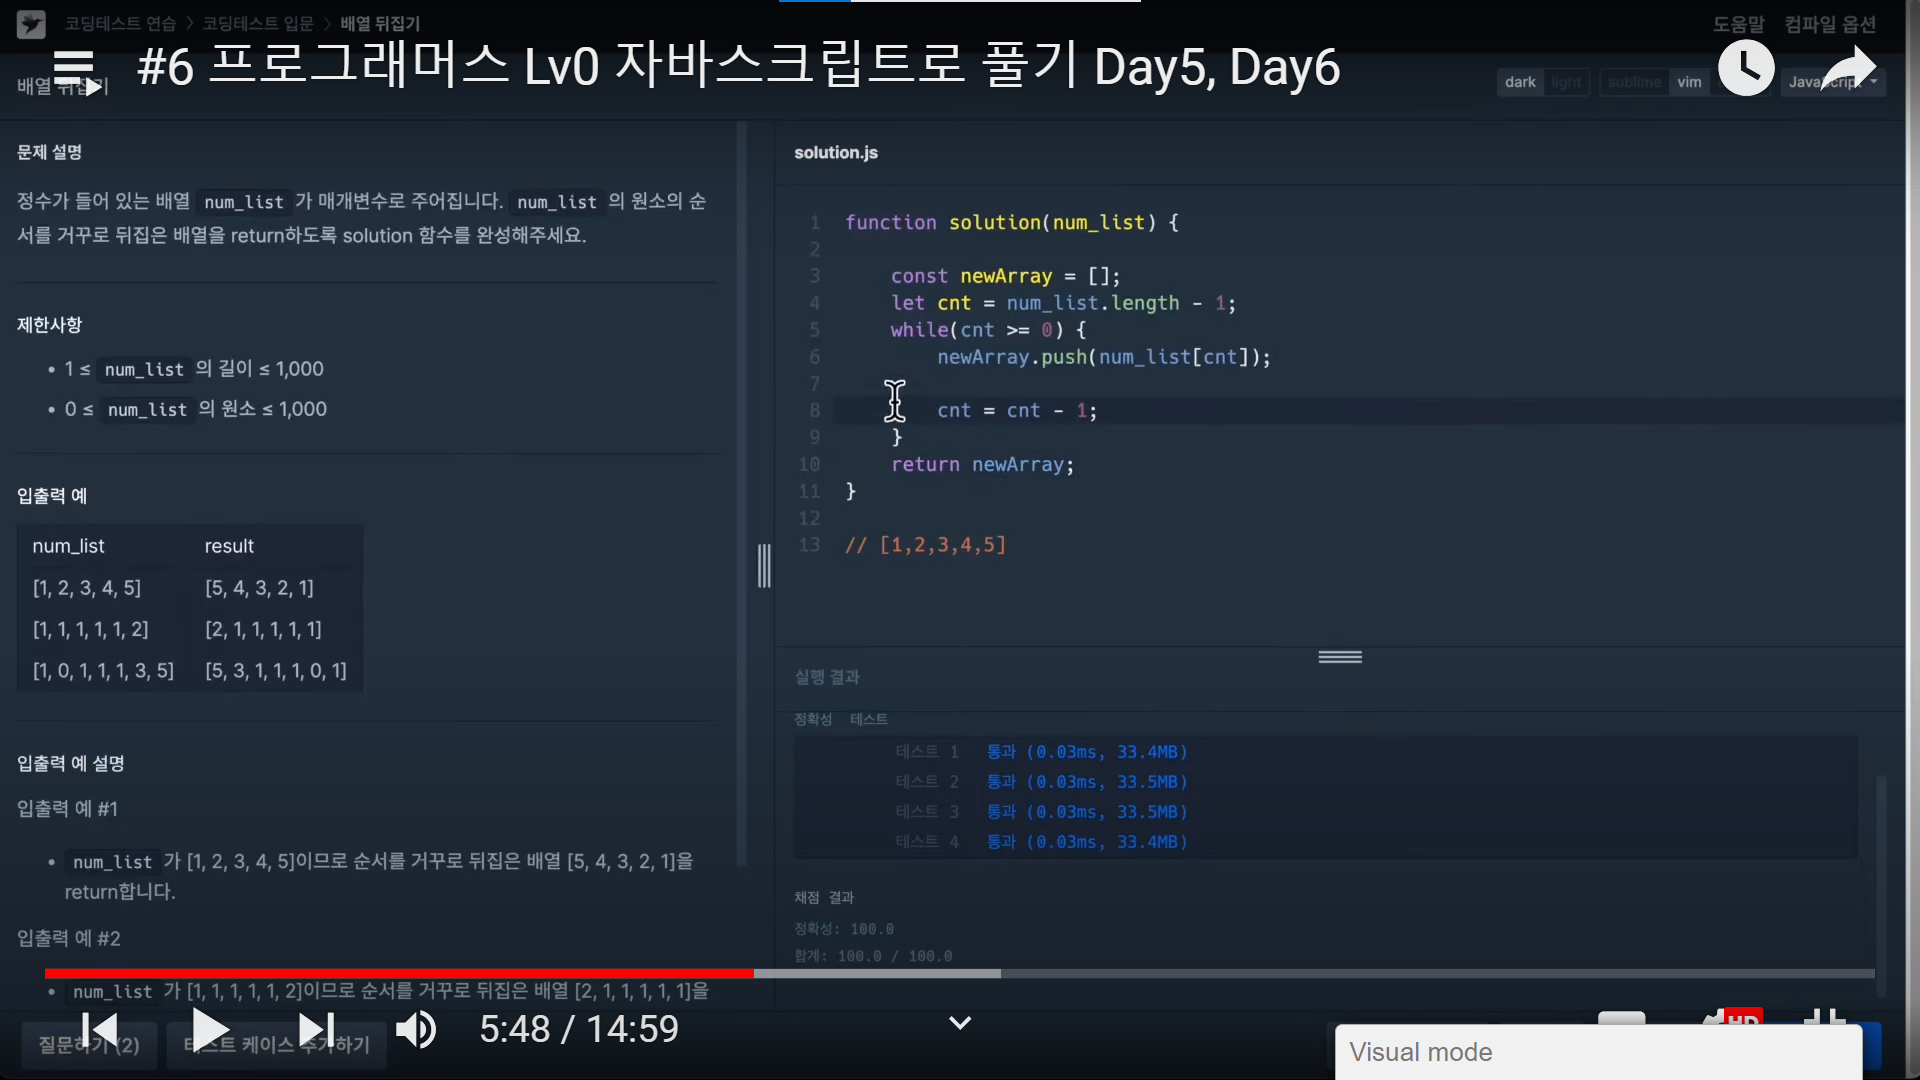 코딩테스트 연습 > 코딩테스트 입문 > 배열 뒤집기
도움말 컴파일 옵션
#6 프로그래머스 Lv0 자바스크립트로 풀기 Day5, Day6
배열 뒤집기
dark light sublime vim JavaScript
문제 설명
정수가 들어 있는 배열 num_list 가 매개변수로 주어집니다. num_list 의 원소의 순
서를 거꾸로 뒤집은 배열을 return하도록 solution 함수를 완성해주세요.
제한사항
• 1 ≤ num_list 의 길이 ≤ 1,000
• 0 ≤ num_list 의 원소 ≤ 1,000
입출력 예
num_list result
[1, 2, 3, 4, 5] [5, 4, 3, 2, 1]
[1, 1, 1, 1, 1, 2] [2, 1, 1, 1, 1, 1]
[1, 0, 1, 1, 1, 3, 5] [5, 3, 1, 1, 1, 0, 1]
입출력 예 설명
입출력 예 #1
• num_list 가 [1, 2, 3, 4, 5]이므로 순서를 거꾸로 뒤집은 배열 [5, 4, 3, 2, 1]을
return합니다.
입출력 예 #2
• num_list 가 [1, 1, 1, 1, 1, 2]이므로 순서를 거꾸로 뒤집은 배열 [2, 1, 1, 1, 1, 1]을
solution.js
1 function solution(num_list) {
2
3 const newArray = [];
4 let cnt = num_list.length - 1;
5 while(cnt >= 0) {
6 newArray.push(num_list[cnt]);
7
8 cnt = cnt - 1;
9 }
10 return newArray;
11 }
12
13 // [1,2,3,4,5]
실행 결과
정확성 테스트
테스트 1 통과 (0.03ms, 33.4MB)
테스트 2 통과 (0.03ms, 33.5MB)
테스트 3 통과 (0.03ms, 33.5MB)
테스트 4 통과 (0.03ms, 33.4MB)
채점 결과
정확성: 100.0
합계: 100.0 / 100.0
질문하기 (2) 테스트 케이스 추가하기
5:48 / 14:59
HD
Visual mode